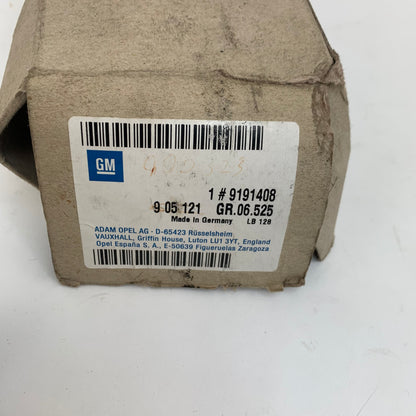 GM
1 # 9191408
9 05 121 GR.06.525
Made in Germany LB 128
ADAM OPEL AG - D-65423 Rüsselsheim
VAUXHALL, Griffin House, Luton LU1 3YT, England
Opel España S. A., E-50639 Figueruelas Zaragoza